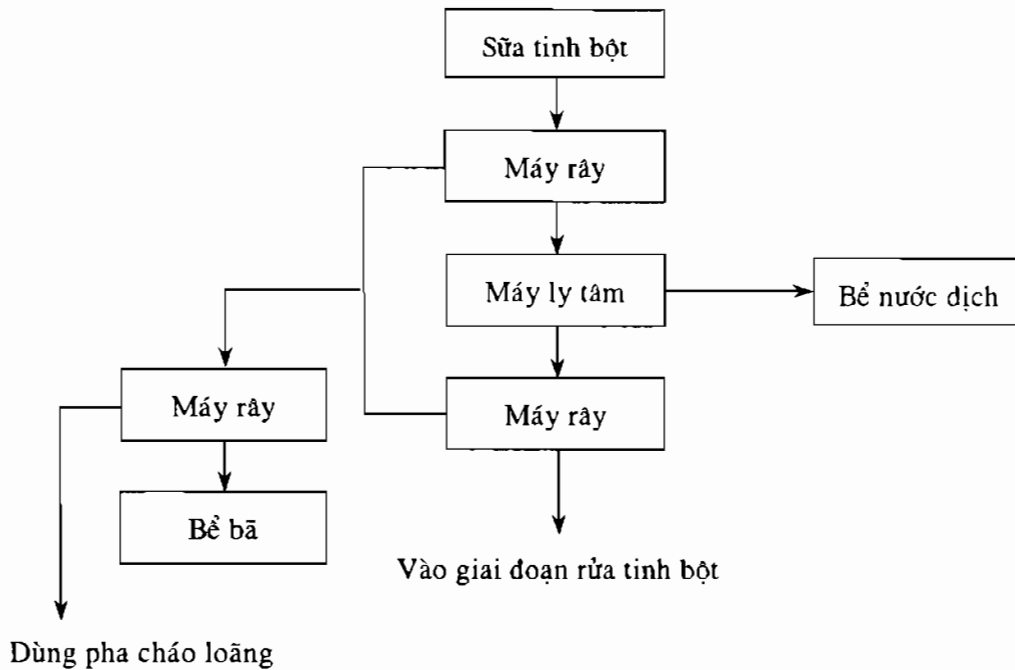 Sữa tinh bột
Máy rây
Máy ly tâm
Bể nước dịch
Máy rây
Máy rây
Bể bã
Vào giai đoạn rửa tinh bột
Dùng pha cháo loãng